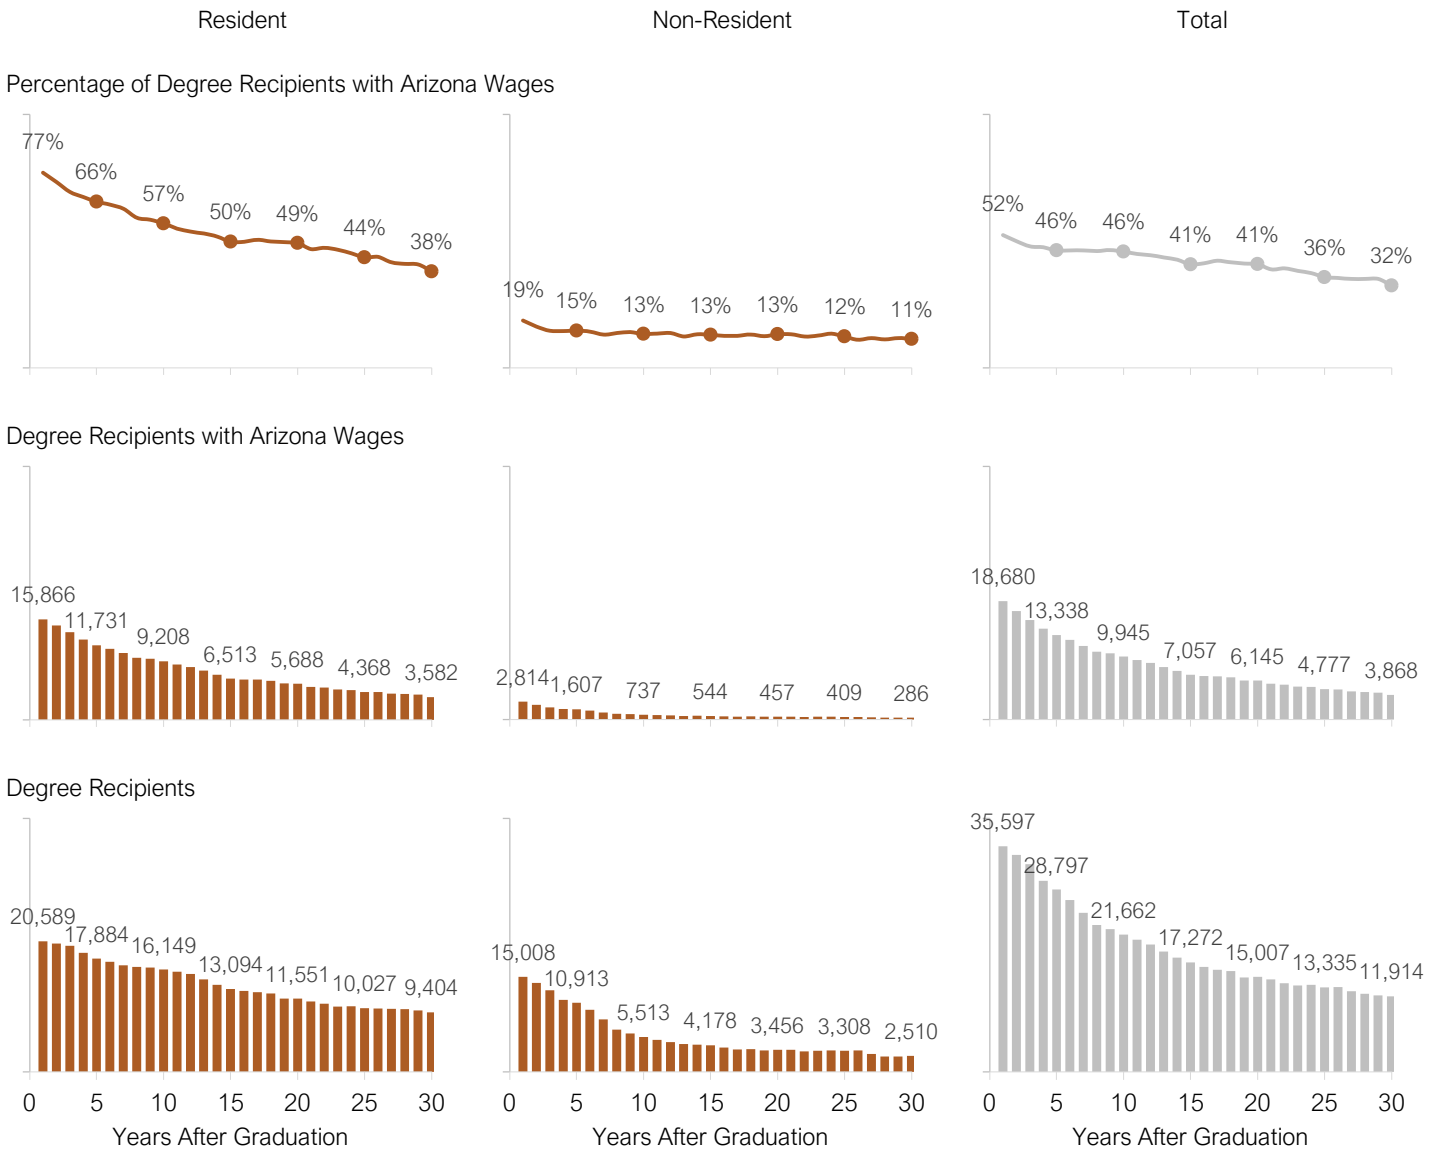 Resident Non-Resident Total
Percentage of Degree Recipients with Arizona Wages
77% 66% 57% 50% 49% 44% 38%
19% 15% 13% 13% 13% 12% 11%
52% 46% 46% 41% 41% 36% 32%
Degree Recipients with Arizona Wages
15,866 11,731 9,208 6,513 5,688 4,368 3,582
2,814 1,607 737 544 457 409 286
18,680 13,338 9,945 7,057 6,145 4,777 3,868
Degree Recipients
20,589 17,884 16,149 13,094 11,551 10,027 9,404
15,008 10,913 5,513 4,178 3,456 3,308 2,510
35,597 28,797 21,662 17,272 15,007 13,335 11,914
0 5 10 15 20 25 30 0 5 10 15 20 25 30 0 5 10 15 20 25 30
Years After Graduation Years After Graduation Years After Graduation